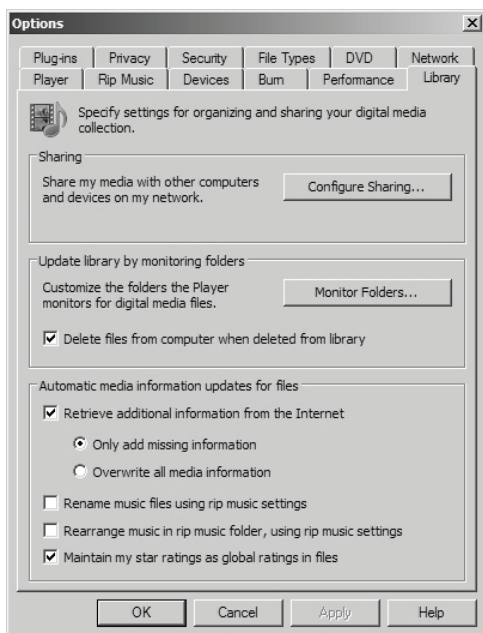 Options
Plug-ins Privacy Security File Types DVD Network
Player Rip Music Devices Burn Performance Library
Specify settings for organizing and sharing your digital media
collection.
Sharing
Share my media with other computers
and devices on my network.
Configure Sharing...
Update library by monitoring folders
Customize the folders the Player
monitors for digital media files.
Monitor Folders...
Delete files from computer when deleted from library
Automatic media information updates for files
Retrieve additional information from the Internet
Only add missing information
Overwrite all media information
Rename music files using rip music settings
Rearrange music in rip music folder, using rip music settings
Maintain my star ratings as global ratings in files
OK Cancel Apply Help